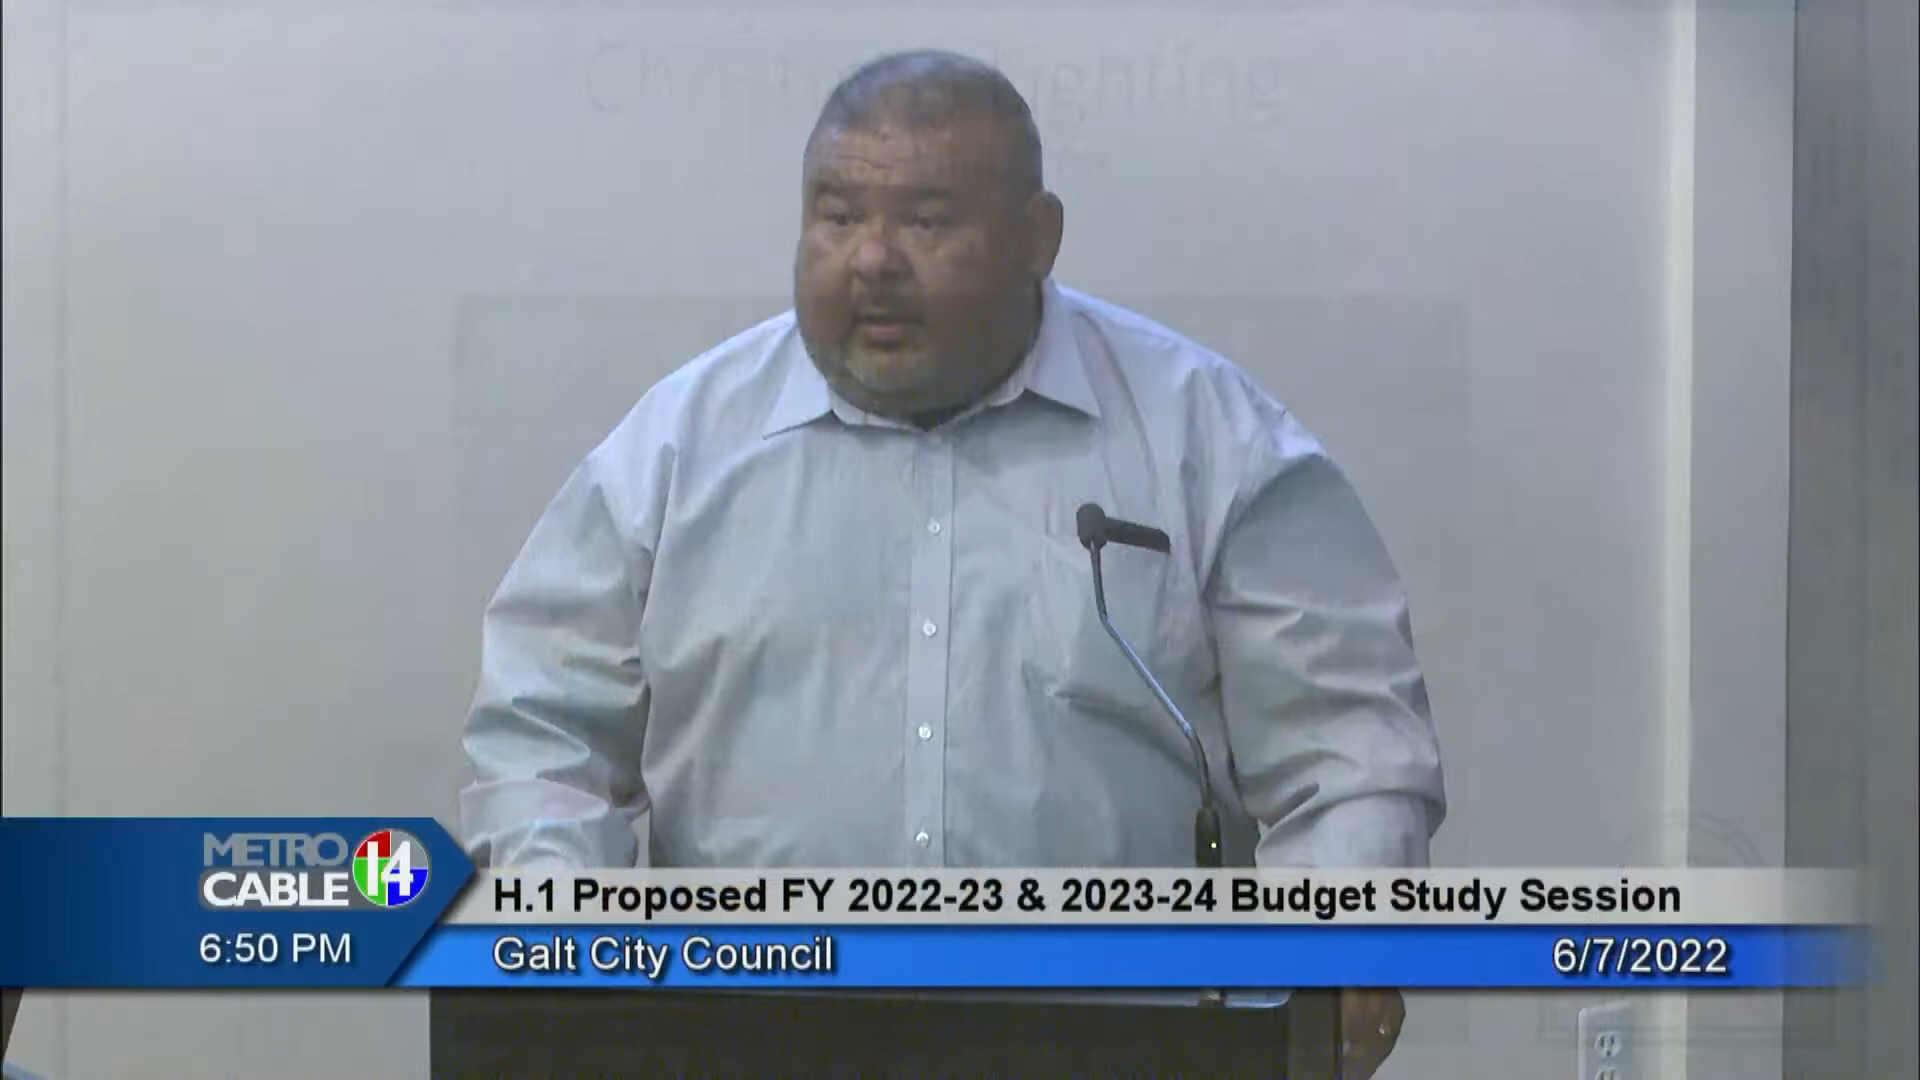 Lighting
METRO
CABLE 14
6:50 PM
H.1 Proposed FY 2022-23 & 2023-24 Budget Study Session
Galt City Council
6/7/2022